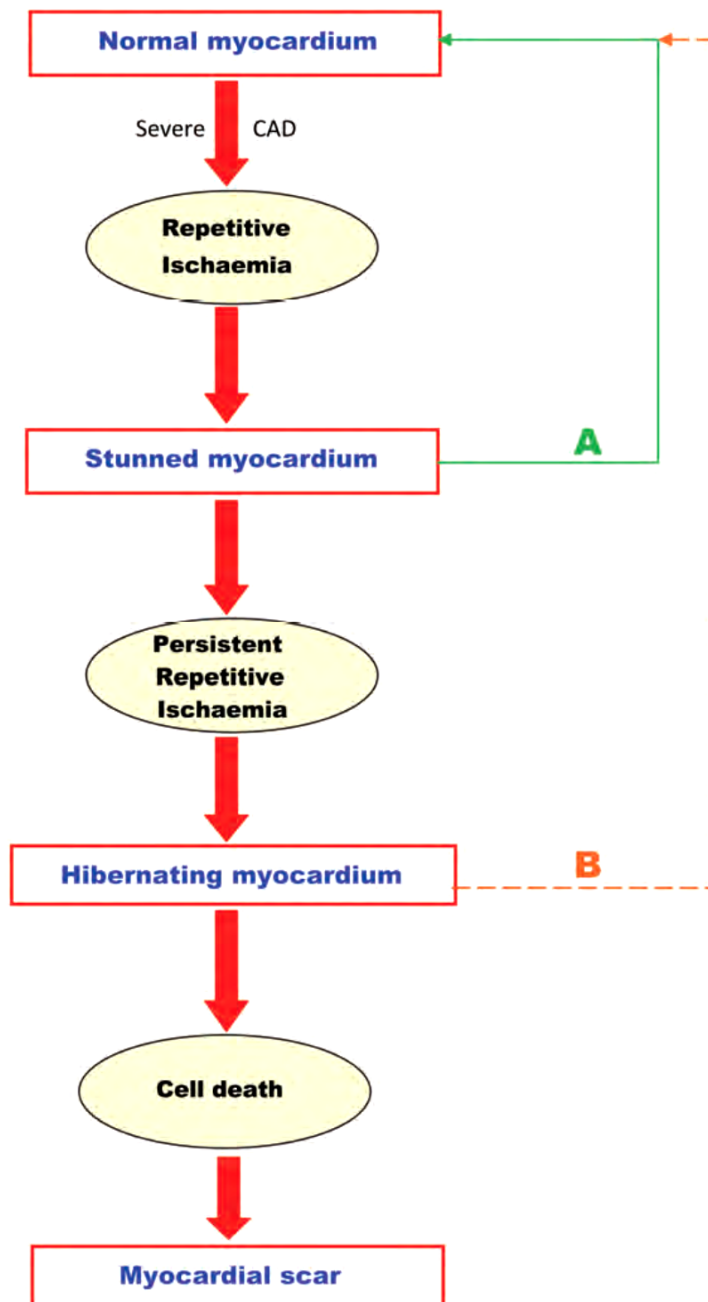 Normal myocardium
Severe CAD
Repetitive
Ischaemia
Stunned myocardium
A
Persistent
Repetitive
Ischaemia
Hibernating myocardium
B
Cell death
Myocardial scar